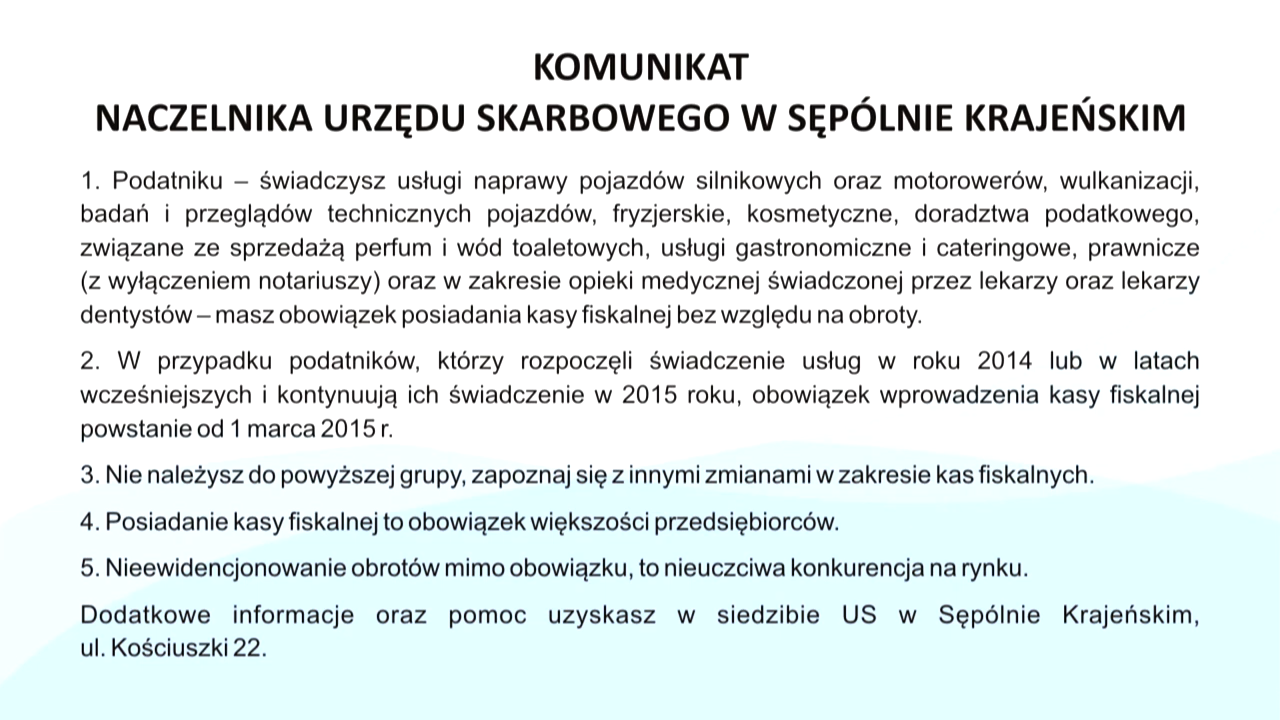 KOMUNIKAT
NACZELNIKA URZĘDU SKARBOWEGO W SĘPÓLNIE KRAJEŃSKIM
1. Podatniku – świadczysz usługi naprawy pojazdów silnikowych oraz motorowerów, wulkanizacji,
badań i przeglądów technicznych pojazdów, fryzjerskie, kosmetyczne, doradztwa podatkowego,
związane ze sprzedażą perfum i wód toaletowych, usługi gastronomiczne i cateringowe, prawnicze
(z wyłączeniem notariuszy) oraz w zakresie opieki medycznej świadczonej przez lekarzy oraz lekarzy
dentystów – masz obowiązek posiadania kasy fiskalnej bez względu na obroty.
2. W przypadku podatników, którzy rozpoczęli świadczenie usług w roku 2014 lub w latach
wcześniejszych i kontynuują ich świadczenie w 2015 roku, obowiązek wprowadzenia kasy fiskalnej
powstanie od 1 marca 2015 r.
3. Nie należysz do powyższej grupy, zapoznaj się z innymi zmianami w zakresie kas fiskalnych.
4. Posiadanie kasy fiskalnej to obowiązek większości przedsiębiorców.
5. Nieewidencjonowanie obrotów mimo obowiązku, to nieuczciwa konkurencja na rynku.
Dodatkowe informacje oraz pomoc uzyskasz w siedzibie US w Sępólnie Krajeńskim,
ul. Kościuszki 22.